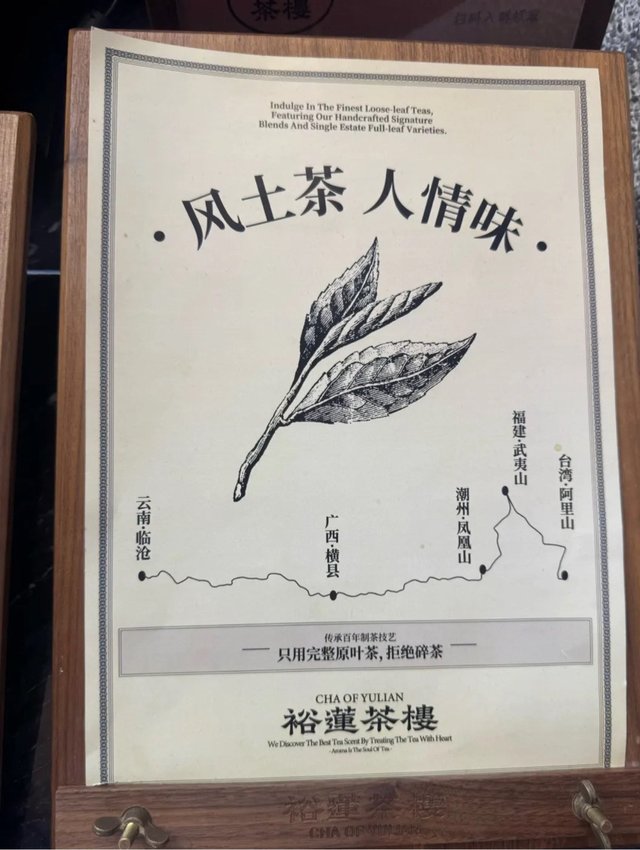 茶樓
Indulge In The Finest Loose-leaf Teas,
Featuring Our Handcrafted Signature
Blends And Single Estate Full-leaf Varieties.
·风土茶 人情味·
福建·武夷山
台湾·阿里山
潮州·凤凰山
云南·临沧
广西·横县
传承百年制茶技艺
只用完整原叶茶,拒绝碎茶
CHA OF YULIAN
裕蓮茶樓
We Discover The Best Tea Scent By Treating The Tea With Heart
- Aroma Is The Soul Of Tea -
裕蓮茶樓
CHA OF YULIAN